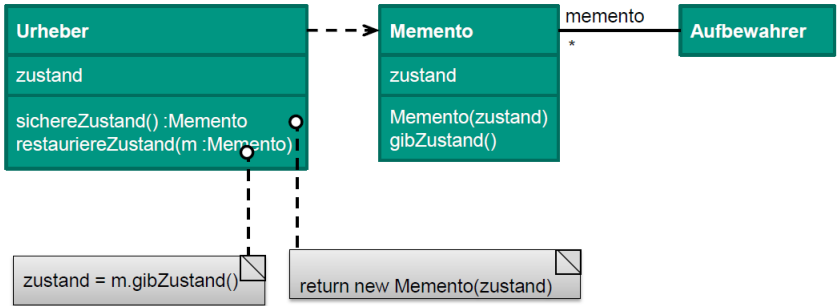 Urheber
zustand
sichereZustand() :Memento
restauriereZustand(m :Memento)
Memento
zustand
Memento(zustand)
gibZustand()
memento
*
Aufbewahrer
zustand = m.gibZustand()
return new Memento(zustand)